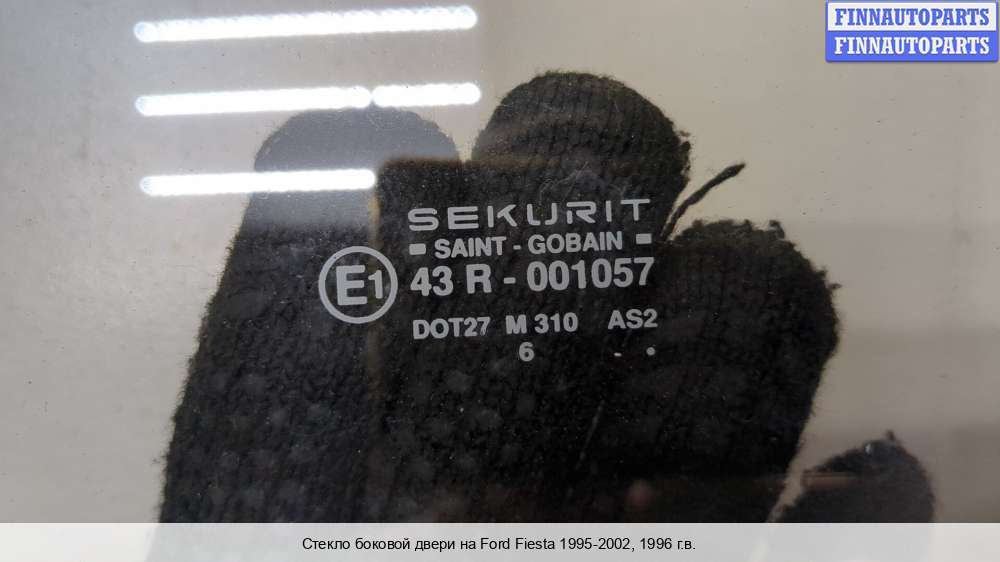 FINNAUTOPARTS
FINNAUTOPARTS
SEKURIT
SAINT - GOBAIN
E1 43 R - 001057
DOT27 M 310 AS2
6 .
Стекло боковой двери на Ford Fiesta 1995-2002, 1996 г.в.